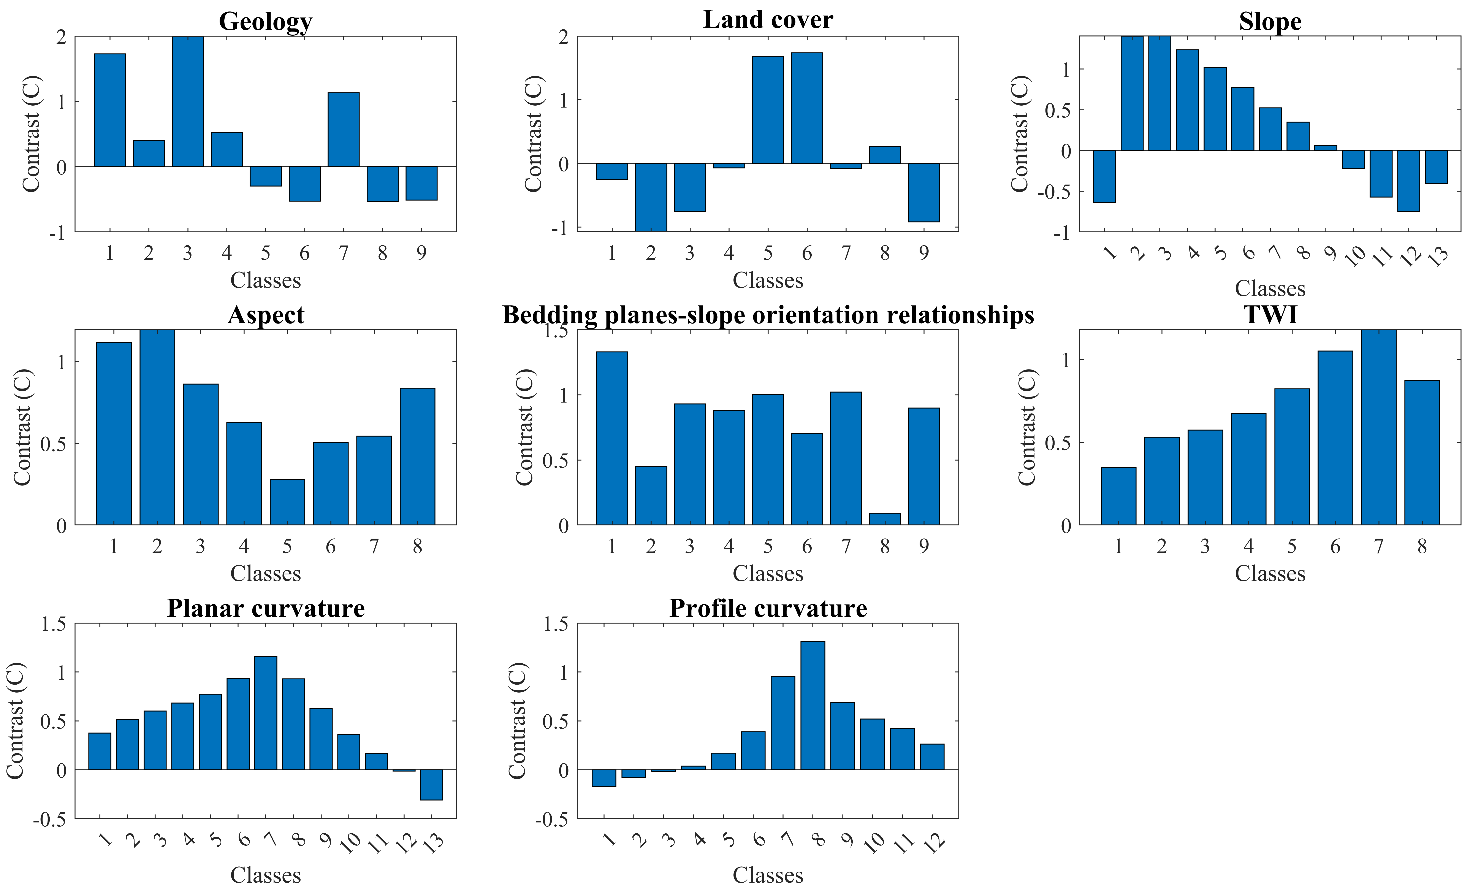 Geology
Contrast (C)
2
1
0
-1
1 2 3 4 5 6 7 8 9
Classes
Land cover
Contrast (C)
2
1
0
-1
1 2 3 4 5 6 7 8 9
Classes
Slope
Contrast (C)
1
0.5
0
-0.5
-1
1 2 3 4 5 6 7 8 9 10 11 12 13
Classes
Aspect
Contrast (C)
1
0.5
0
1 2 3 4 5 6 7 8
Classes
Bedding planes-slope orientation relationships
Contrast (C)
1.5
1
0.5
0
1 2 3 4 5 6 7 8 9
Classes
TWI
Contrast (C)
1
0.5
0
1 2 3 4 5 6 7 8
Classes
Planar curvature
Contrast (C)
1.5
1
0.5
0
-0.5
1 2 3 4 5 6 7 8 9 10 11 12 13
Classes
Profile curvature
Contrast (C)
1.5
1
0.5
0
-0.5
1 2 3 4 5 6 7 8 9 10 11 12
Classes